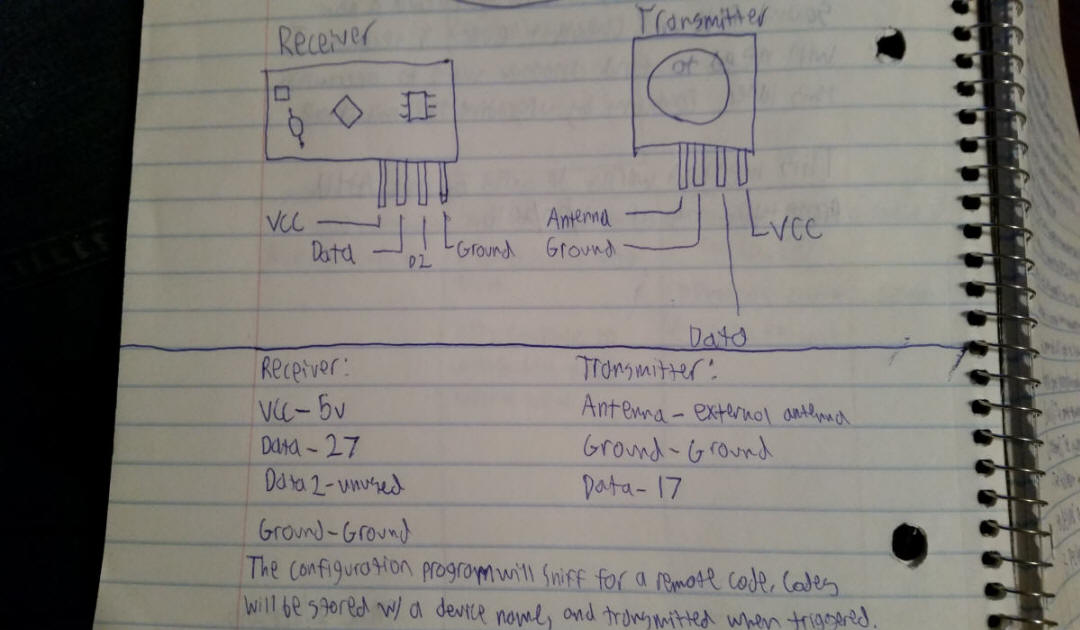 Receiver
Transmitter
VCC
Data
D2
Ground
Antenna
Ground
VCC
Data
Receiver:
VCC-5v
Data-27
Data2-unused
Ground-Ground
Transmitter:
Antenna-external antenna
Ground-Ground
Data-17
The configuration program will sniff for a remote code, Codes
will be stored w/ a device name, and transmitted when triggered.